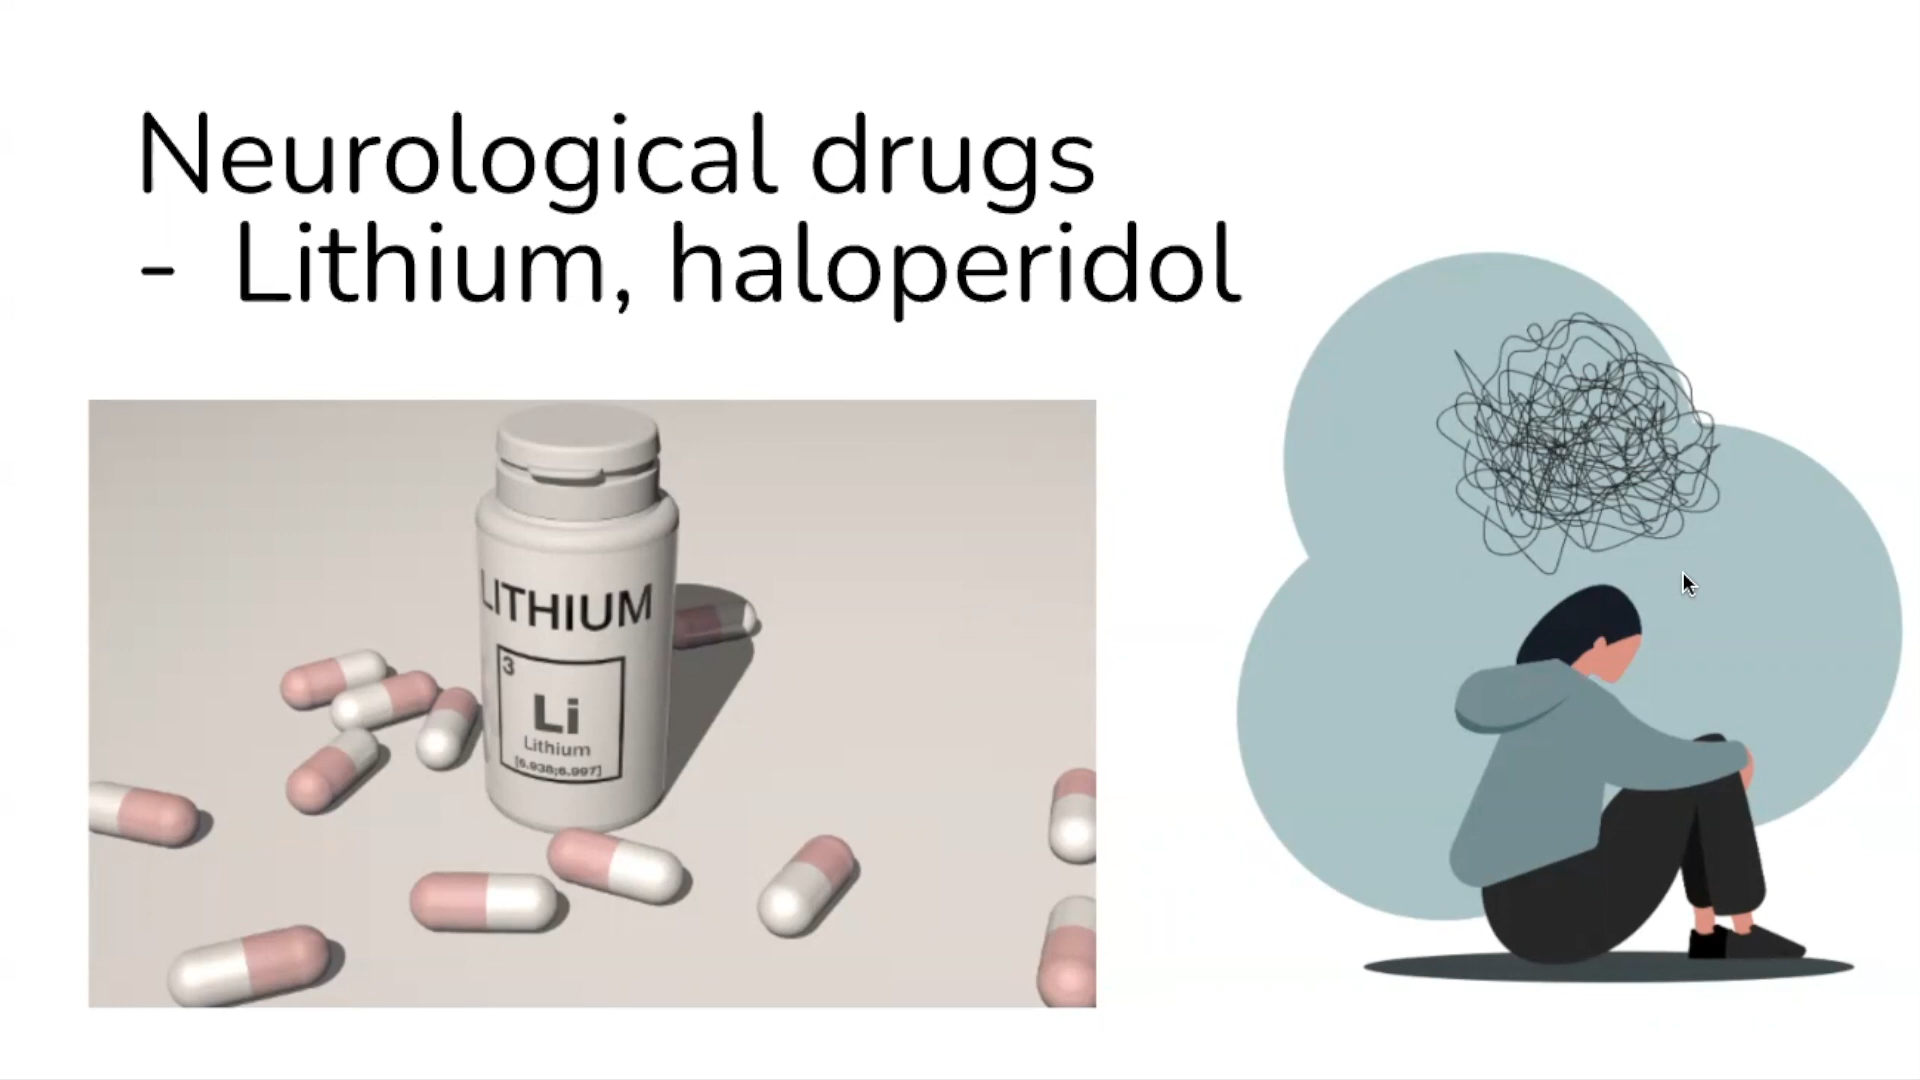 Neurological drugs
- Lithium, haloperidol
LITHIUM
3
Li
Lithium
[6.938;6.997]